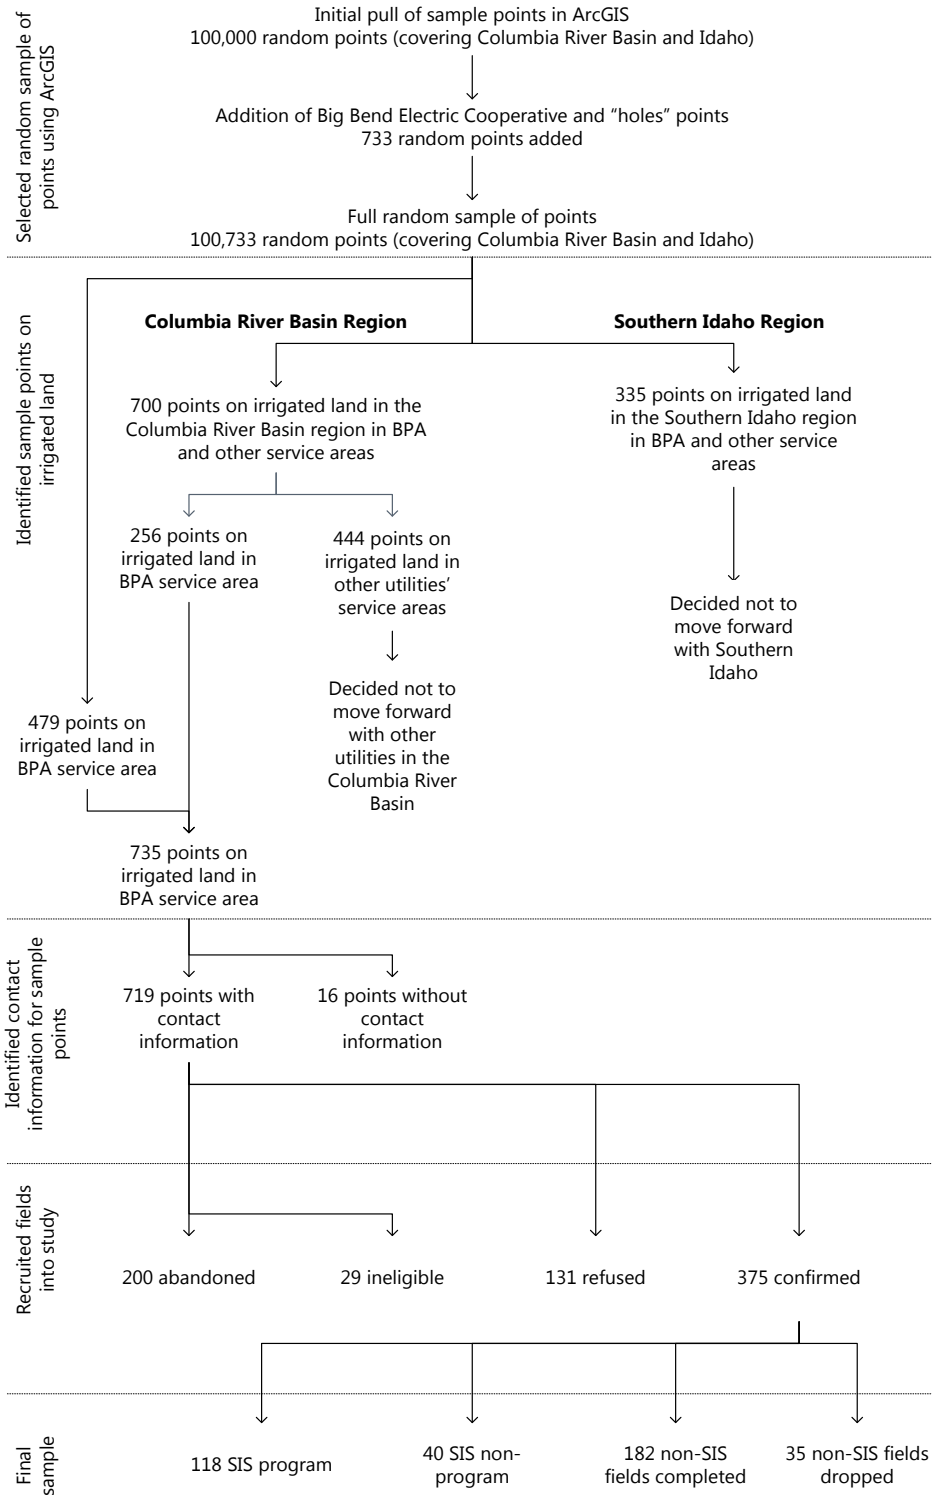 Selected random sample of
points using ArcGIS
Initial pull of sample points in ArcGIS
100,000 random points (covering Columbia River Basin and Idaho)
Addition of Big Bend Electric Cooperative and “holes” points
733 random points added
Full random sample of points
100,733 random points (covering Columbia River Basin and Idaho)
Identified sample points on
irrigated land
Columbia River Basin Region
Southern Idaho Region
700 points on irrigated land in the
Columbia River Basin region in BPA
and other service areas
335 points on irrigated land
in the Southern Idaho region
in BPA and other service
areas
256 points on
irrigated land in
BPA service area
444 points on
irrigated land in
other utilities’
service areas
Decided not to
move forward
with Southern
Idaho
Decided not to
move forward
with other
utilities in the
Columbia River
Basin
479 points on
irrigated land in
BPA service area
735 points on
irrigated land in
BPA service area
Identified contact
information for sample
points
719 points with
contact
information
16 points without
contact
information
Recruited fields
into study
200 abandoned
29 ineligible
131 refused
375 confirmed
Final
sample
118 SIS program
40 SIS non-
program
182 non-SIS
fields completed
35 non-SIS fields
dropped